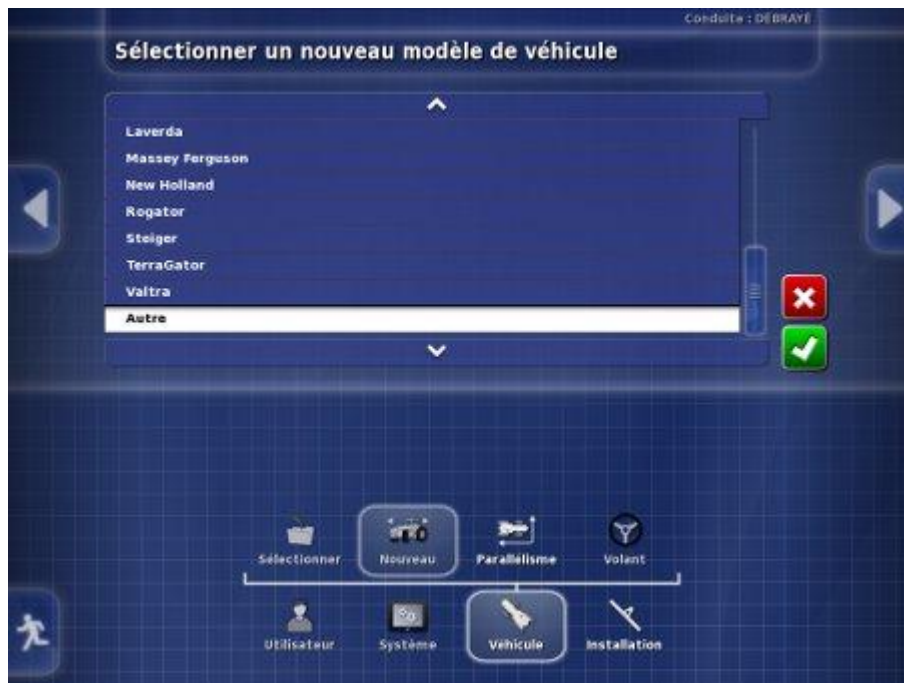 Conduite : DÉBRAYÉ
Sélectionner un nouveau modèle de véhicule
Laverda
Massey Ferguson
New Holland
Rogator
Steiger
TerraGator
Valtra
Autre
Sélectionner
Nouveau
Parallélisme
Volant
Utilisateur
Système
Véhicule
Installation